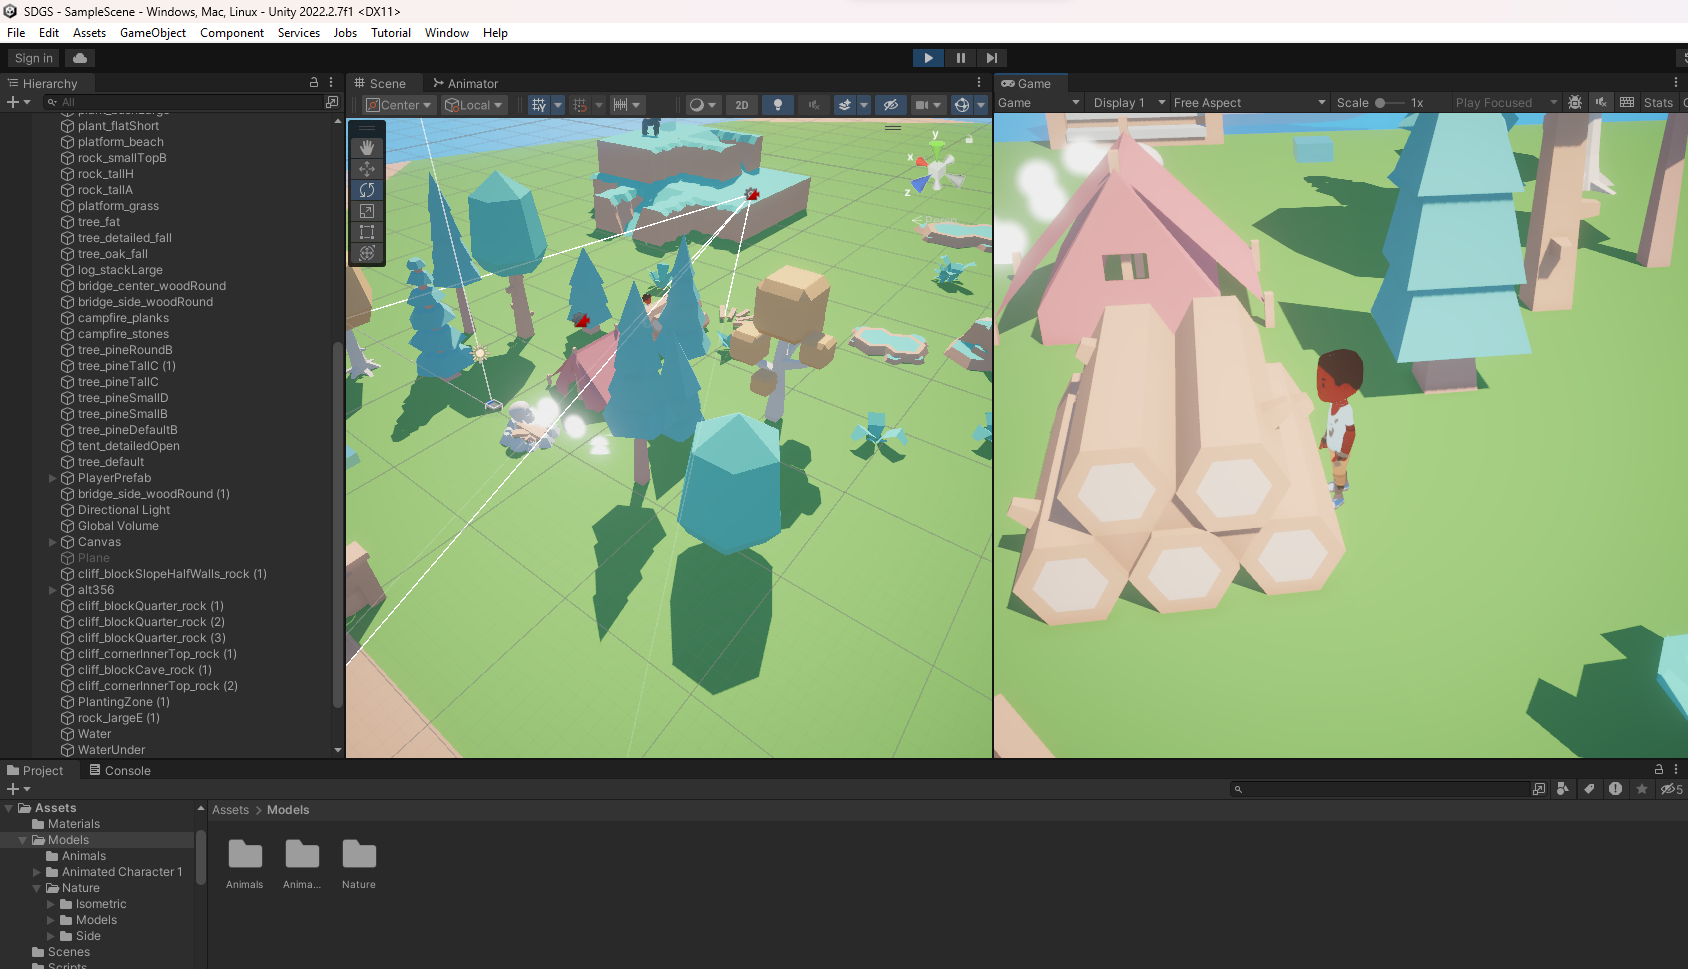 SDGS - SampleScene - Windows, Mac, Linux - Unity 2022.2.7f1 <DX11>
File Edit Assets GameObject Component Services Jobs Tutorial Window Help
Sign in
Hierarchy
All
plant_flatShort
platform_beach
rock_smallTopB
rock_tallH
rock_tallA
platform_grass
tree_fat
tree_detailed_fall
tree_oak_fall
log_stackLarge
bridge_center_woodRound
bridge_side_woodRound
campfire_planks
campfire_stones
tree_pineRoundB
tree_pineTallC (1)
tree_pineTallC
tree_pineSmallD
tree_pineSmallB
tree_pineDefaultB
tent_detailedOpen
tree_default
PlayerPrefab
bridge_side_woodRound (1)
Directional Light
Global Volume
Canvas
Plane
cliff_blockSlopeHalfWalls_rock (1)
alt356
cliff_blockQuarter_rock (1)
cliff_blockQuarter_rock (2)
cliff_blockQuarter_rock (3)
cliff_cornerInnerTop_rock (1)
cliff_blockCave_rock (1)
cliff_cornerInnerTop_rock (2)
PlantingZone (1)
rock_largeE (1)
Water
WaterUnder
Scene Animator
Center Local 2D
y
x
z
Persp
Game
Game Display 1 Free Aspect Scale 1x Play Focused Stats
Project Console
5
Assets
Materials
Models
Animals
Animated Character 1
Nature
Isometric
Models
Side
Scenes
Scripts
Assets > Models
Animals Anima... Nature